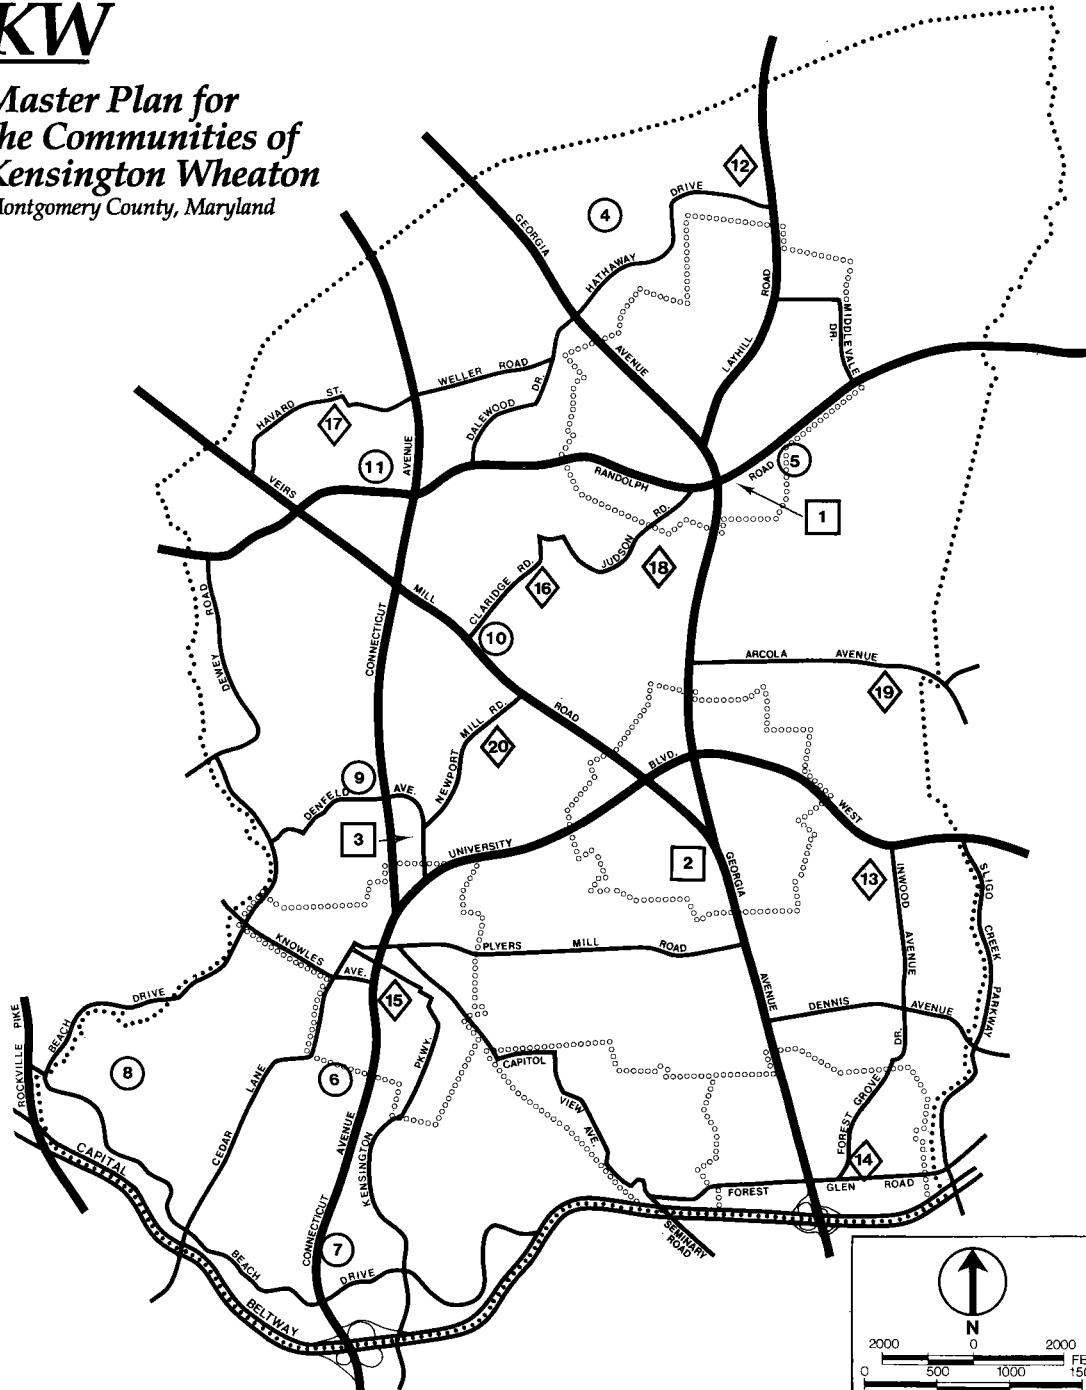 KW
Master Plan for
the Communities of
Kensington Wheaton
Montgomery County, Maryland
12
DRIVE
4
GEORGIA
HATHAWAY
ROAD
MIDDLEVALE
DR.
AVENUE
LAYHILL
WELLER ROAD
DR.
DALEWOOD
HAVARD ST.
17
AVENUE
11
VEIRS
RANDOLPH
ROAD
5
RD.
1
JUDSON
18
CLARIDGE RD.
16
MILL
ROAD
DEWEY
CONNECTICUT
10
ARCOLA AVENUE
19
MILL RD.
ROAD
20
NEWPORT
BLVD.
9
DENFELD AVE.
WEST
3
UNIVERSITY
2
GEORGIA
13
INWOOD
AVENUE
SLIGO
CREEK
PARKWAY
KNOWLES
AVE.
PLYERS MILL ROAD
AVENUE
15
DENNIS AVENUE
DRIVE
BEACH
ROCKVILLE PIKE
8
6
PKWY.
CAPITOL
VIEW
AVE.
DR.
FOREST GROVE
LANE
CEDAR
AVENUE
KENSINGTON
CAPITAL
14
FOREST GLEN ROAD
CONNECTICUT
7
SEMINARY
ROAD
BEACH
DRIVE
BELTWAY
N
2000 0 2000
FE
0 500 1000 150